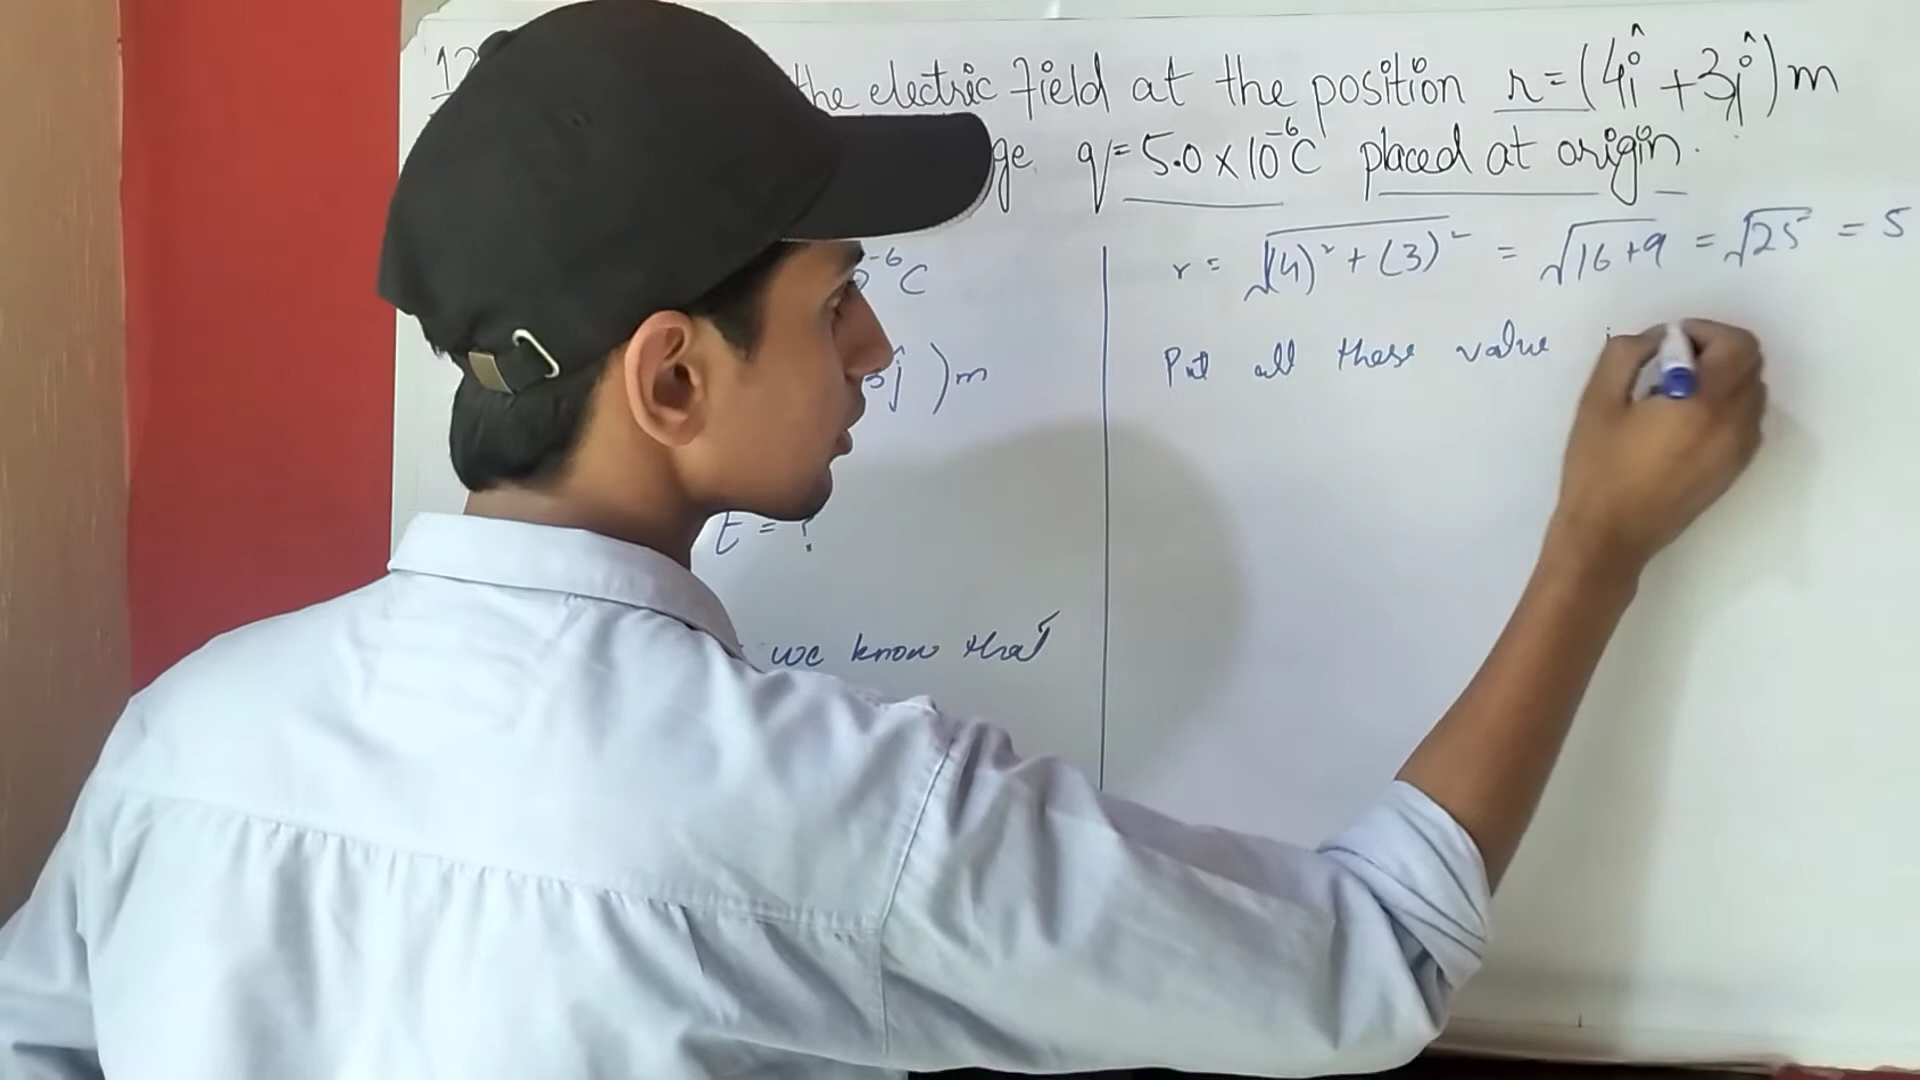 12
the electric field at the position r = (4î + 3ĵ) m
ge q = 5.0 x 10⁻⁶C placed at origin.
⁻⁶C
3ĵ ) m
E = ?
we know that
r = √(4)² + (3)² = √16 + 9 = √25 = 5
Put all these value